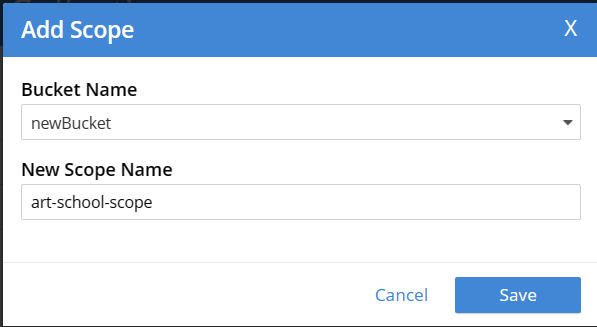 Add Scope
X
Bucket Name
newBucket
New Scope Name
art-school-scope
Cancel
Save